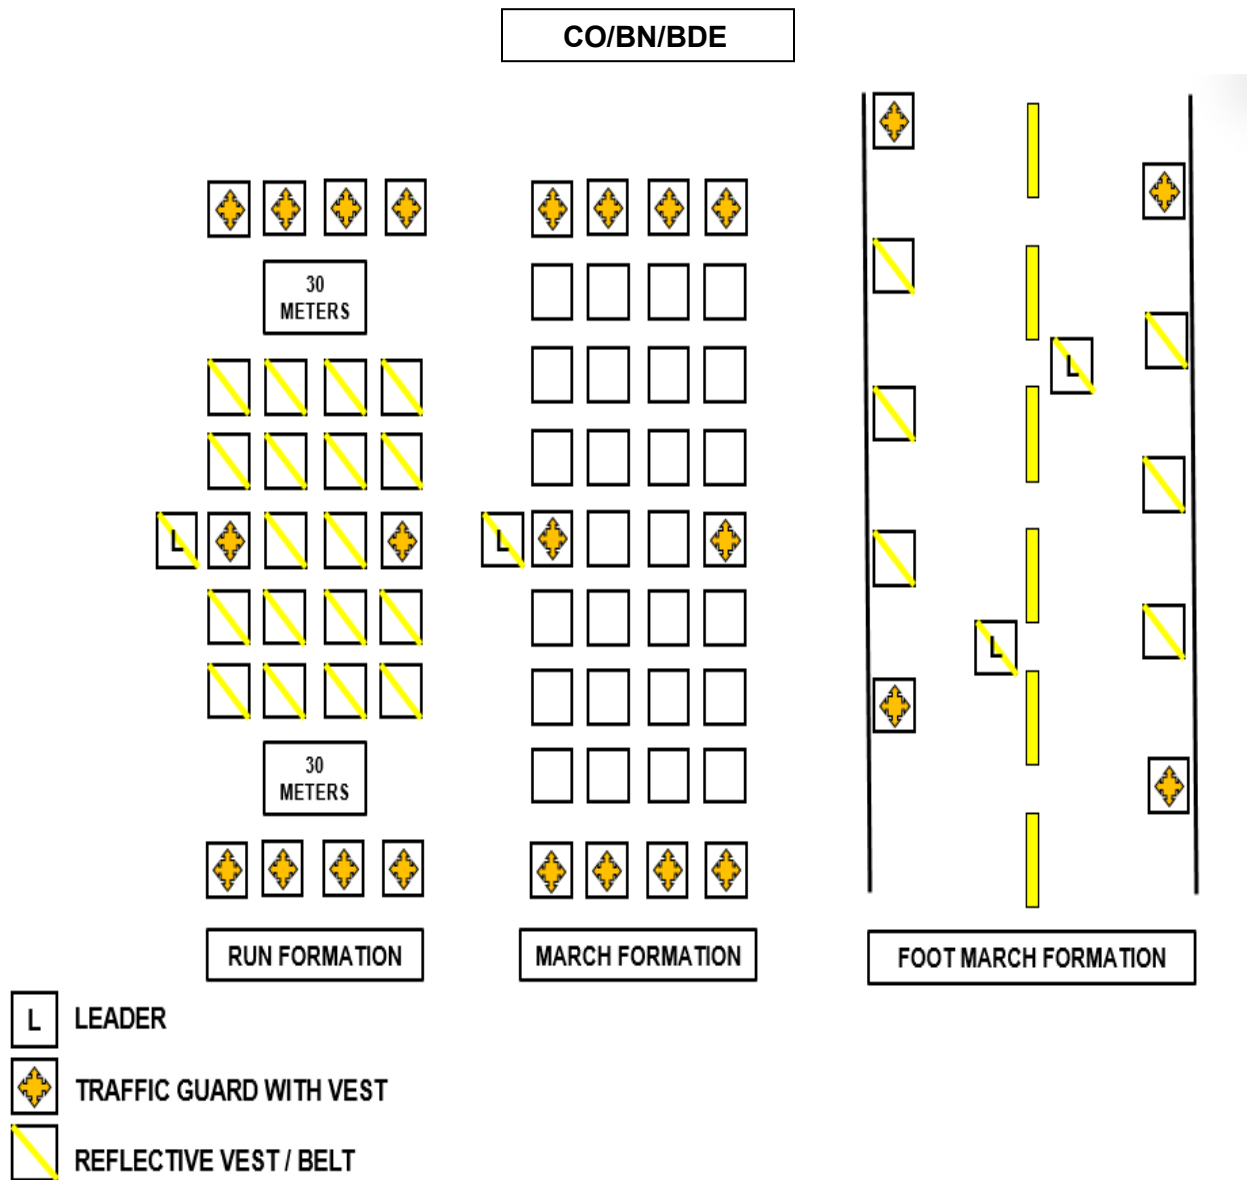 CO/BN/BDE
30
METERS
L
L
L
L
30
METERS
RUN FORMATION
MARCH FORMATION
FOOT MARCH FORMATION
L LEADER
TRAFFIC GUARD WITH VEST
REFLECTIVE VEST / BELT